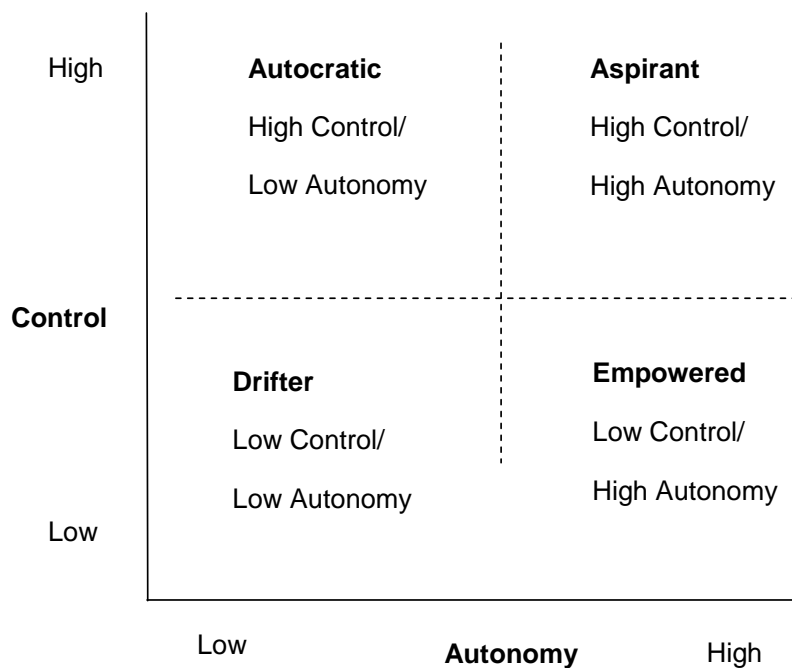 High
Autocratic
High Control/
Low Autonomy
Aspirant
High Control/
High Autonomy
Control
Drifter
Low Control/
Low Autonomy
Empowered
Low Control/
High Autonomy
Low
Low
Autonomy
High